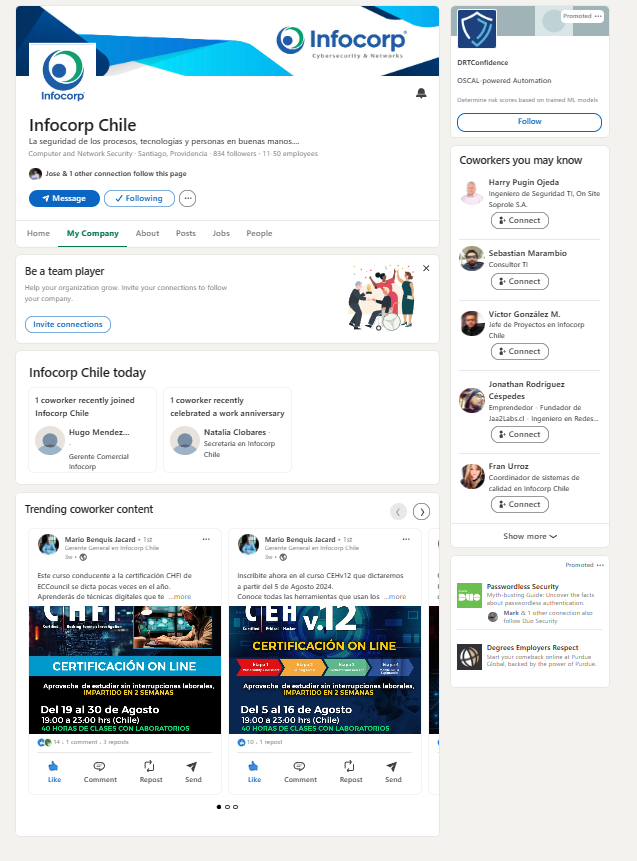 Infocorp
Cybersecurity & Networks
Infocorp
Infocorp Chile
La seguridad de los procesos, tecnologías y personas en buenas manos....
Computer and Network Security · Santiago, Providencia · 834 followers · 11-50 employees
Jose & 1 other connection follow this page
Message
Following
Home
My Company
About
Posts
Jobs
People
Be a team player
Help your organization grow. Invite your connections to follow
your company.
Invite connections
Infocorp Chile today
1 coworker recently joined
Infocorp Chile
Hugo Mendez...
·
Gerente Comercial
Infocorp
1 coworker recently
celebrated a work anniversary
Natalia Clobares ·
Secretaria en Infocorp
Chile
Trending coworker content
Mario Benquis Jacard • 1st
Gerente General en Infocorp Chile
3w •
Este curso conducente a la certificación CHFI de
ECCouncil se dicta pocas veces en el año.
Aprenderás de técnicas digitales que te ...more
CHFI
CERTIFICACIÓN ON LINE
Aprovecha de estudiar sin interrupciones laborales,
IMPARTIDO EN 2 SEMANAS
Del 19 al 30 de Agosto
19:00 a 23:00 hrs (Chile)
40 HORAS DE CLASES CON LABORATORIOS
14 · 1 comment · 3 reposts
Like
Comment
Repost
Send
Mario Benquis Jacard • 1st
Gerente General en Infocorp Chile
3w •
Inscribite ahora en el curso CEHv12 que dictaremos
a partir del 5 de Agosto 2024.
Conoce todas las herramientas que usan los ...more
CEH v.12
Certified Ethical Hacker
CERTIFICACIÓN ON LINE
Etapa 1
Etapa 2
Etapa 3
Etapa 4
Aprovecha de estudiar sin interrupciones laborales,
IMPARTIDO EN 2 SEMANAS
Del 5 al 16 de Agosto
19:00 a 23:00 hrs (Chile)
40 HORAS DE CLASES CON LABORATORIOS
10 · 1 repost
Like
Comment
Repost
Send
Promoted
DRTConfidence
OSCAL-powered Automation
Determine risk scores based on trained ML models
Follow
Coworkers you may know
Harry Pugin Ojeda
Ingeniero de Seguridad TI, On Site
Soprole S.A.
Connect
Sebastian Marambio
Consultor TI
Connect
Víctor González M.
Jefe de Proyectos en Infocorp
Chile
Connect
Jonathan Rodríguez
Céspedes
Emprendedor · Fundador de
Jaa2Labs.cl · Ingeniero en Redes...
Connect
Fran Urroz
Coordinador de sistemas de
calidad en Infocorp Chile
Connect
Show more
Promoted
Passwordless Security
Myth-busting Guide: Uncover the facts
about passwordless authentication.
Mark & 1 other connection also
follow Duo Security
Degrees Employers Respect
Start your comeback online at Purdue
Global, backed by the power of Purdue.